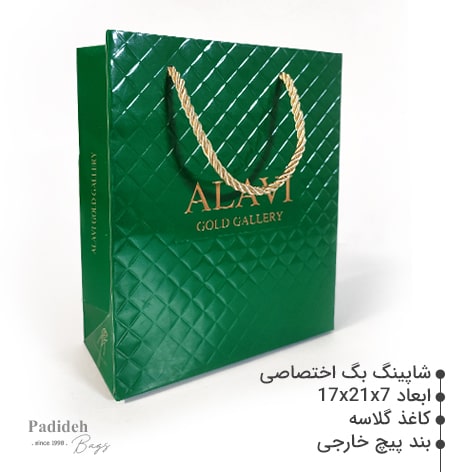 ALAVI
GOLD GALLERY
ALAVI GOLD GALLERY
شاپینگ بگ اختصاصی
ابعاد 17x21x7
کاغذ گلاسه
بند پیچ خارجی
Padideh
. since 1998 .
Bags